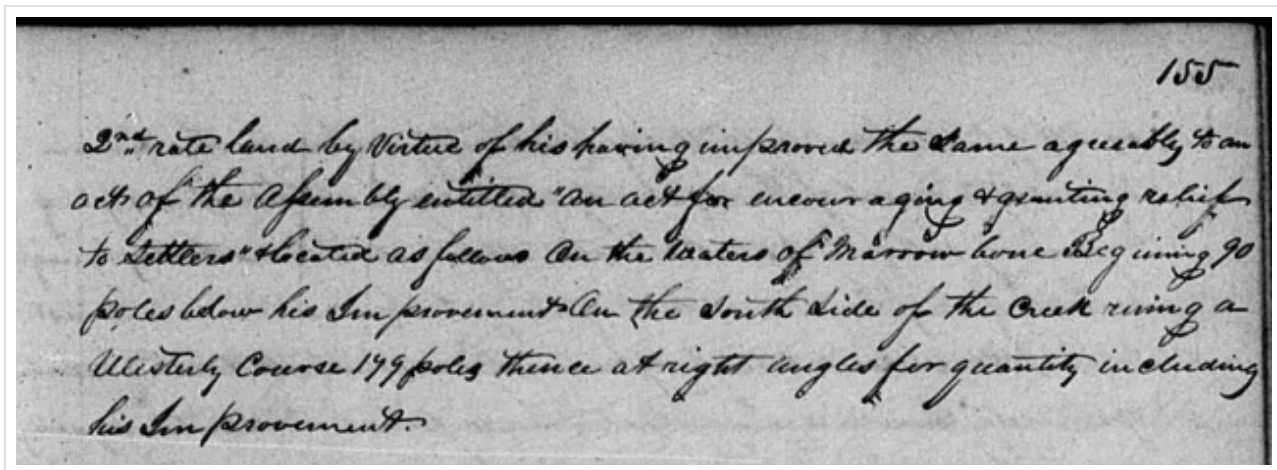 155
2nd rate land by Virtue of his having improved the Same agreeably to an
act of the Assembly entitled "An act for encouraging & granting relief
to Settlers" & located as follows On the Waters of Marrowbone Begining 90
poles below his Improvement On the South Side of the Creek runing a
Westerly Course 179 poles thence at right angles for quantity including
his Improvement.